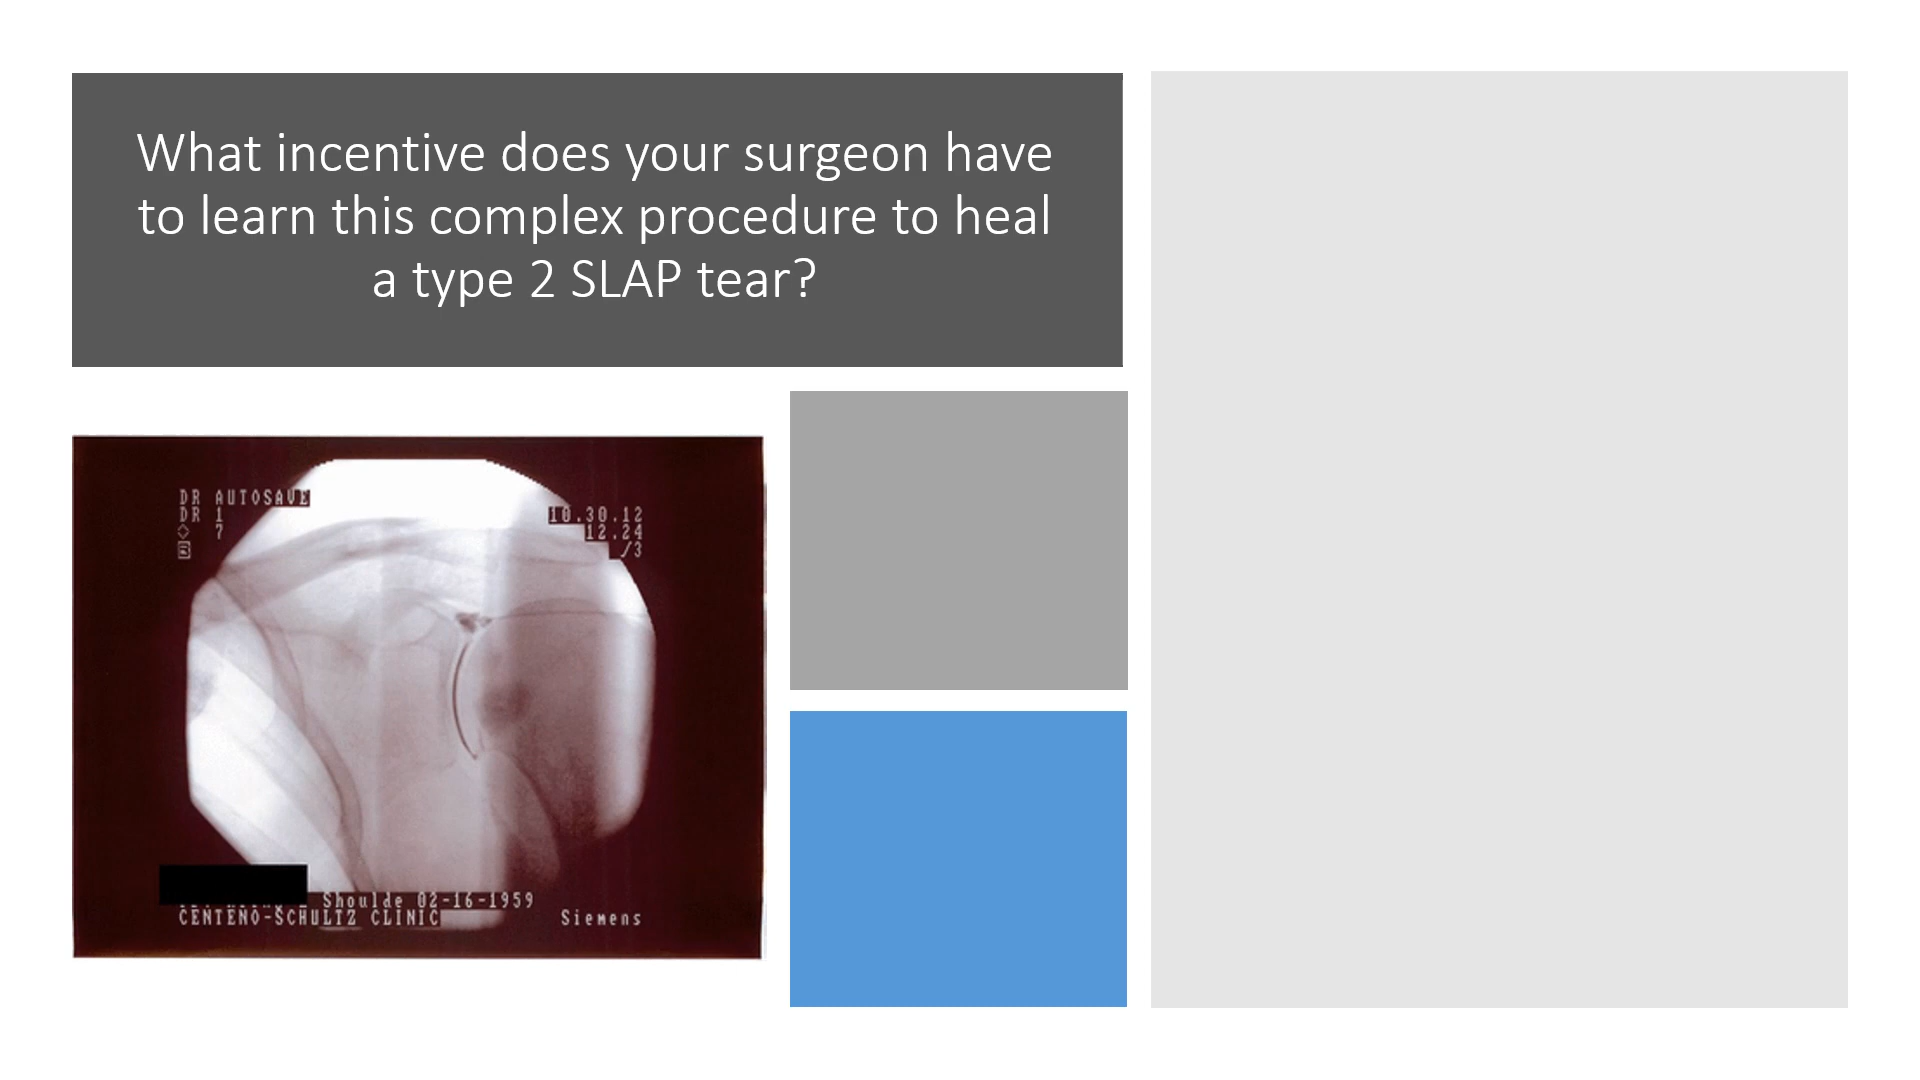 What incentive does your surgeon have
to learn this complex procedure to heal
a type 2 SLAP tear?
DR AUTOSAVE
DR 1
7
10.30.12
12.24
/3
Shoulde 02-16-1959
CENTENO-SCHULTZ CLINIC
Siemens